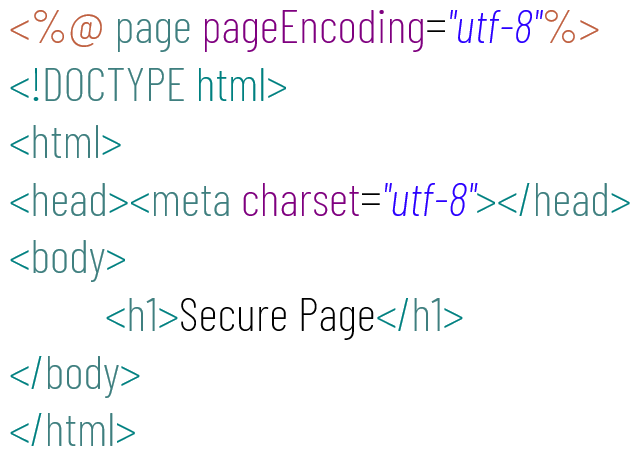 <%@ page pageEncoding="utf-8"%>
<!DOCTYPE html>
<html>
<head><meta charset="utf-8"></head>
<body>
<h1>Secure Page</h1>
</body>
</html>